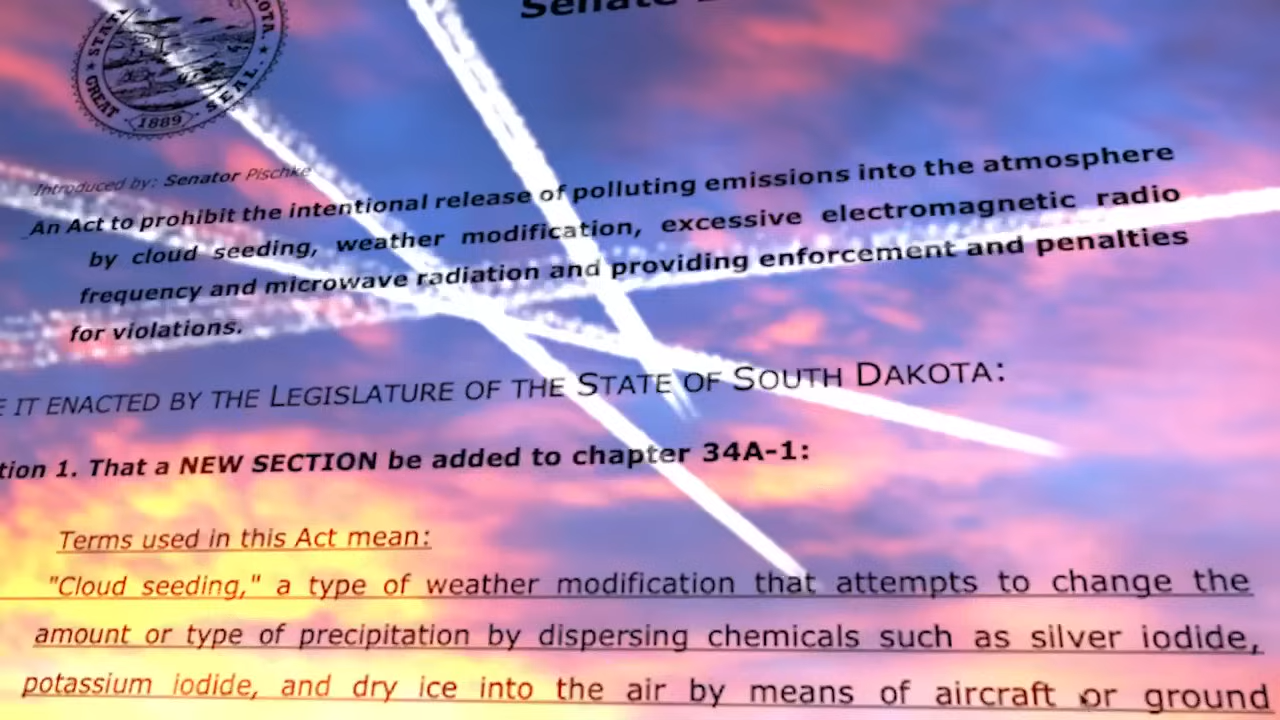 Senate
STATE
GREAT SEAL
1889
Introduced by: Senator Pischke
An Act to prohibit the intentional release of polluting emissions into the atmosphere
by cloud seeding, weather modification, excessive electromagnetic radio
frequency and microwave radiation and providing enforcement and penalties
for violations.
E IT ENACTED BY THE LEGISLATURE OF THE STATE OF SOUTH DAKOTA:
tion 1. That a NEW SECTION be added to chapter 34A-1:
Terms used in this Act mean:
"Cloud seeding," a type of weather modification that attempts to change the
amount or type of precipitation by dispersing chemicals such as silver iodide,
potassium iodide, and dry ice into the air by means of aircraft or ground